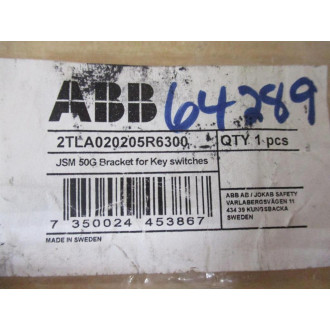 ABB 64289
2TLA020205R6300 QTY 1 pcs
JSM 50G Bracket for Key switches
7 350024 453867
MADE IN SWEDEN
ABB AB / JOKAB SAFETY
VARLABERGSVÄGEN 11
434 39 KUNGSBACKA
SWEDEN